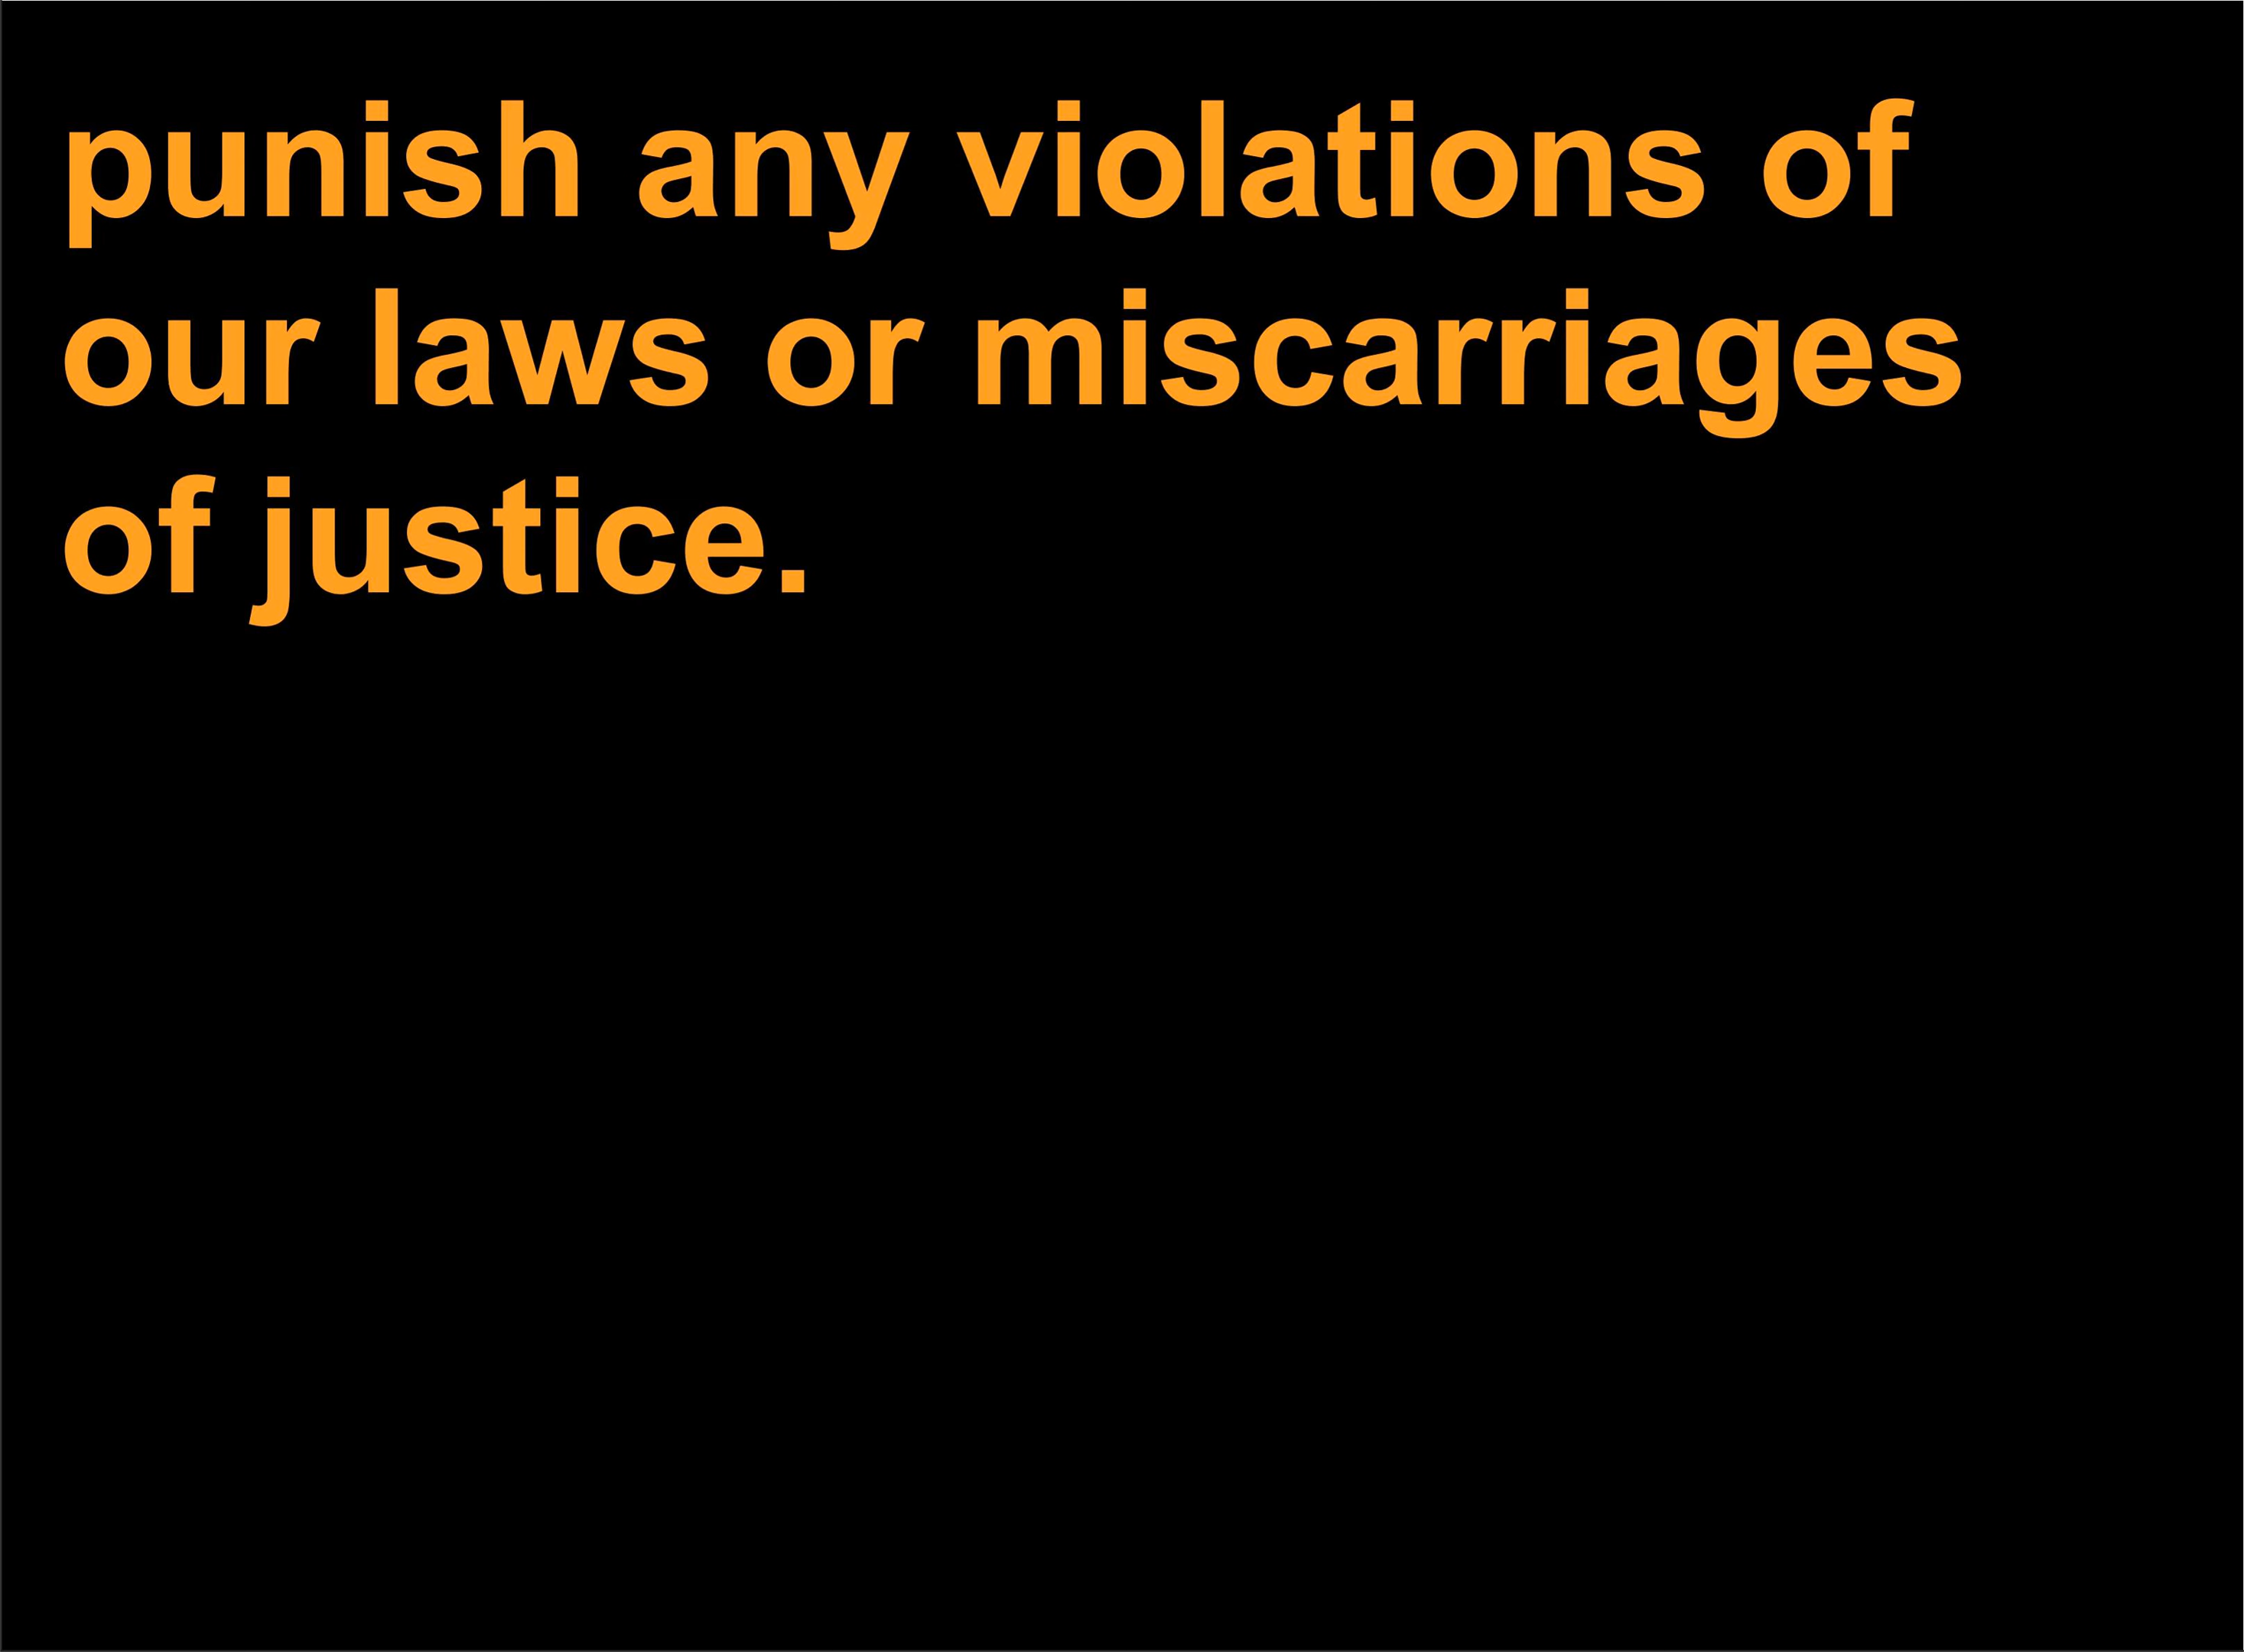 punish any violations of
our laws or miscarriages
of justice.